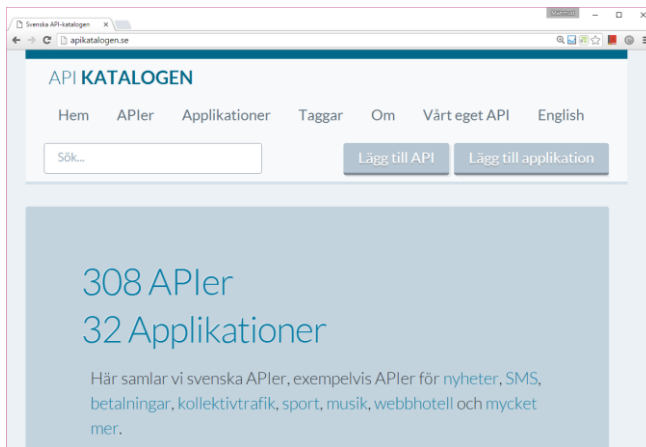 Svenska API-katalogen
apikatalogen.se
API KATALOGEN
Hem APIer Applikationer Taggar Om Vårt eget API English
Sök... Lägg till API Lägg till applikation
308 APIer
32 Applikationer
Här samlar vi svenska APIer, exempelvis APIer för nyheter, SMS,
betalningar, kollektivtrafik, sport, musik, webbhotell och mycket
mer.